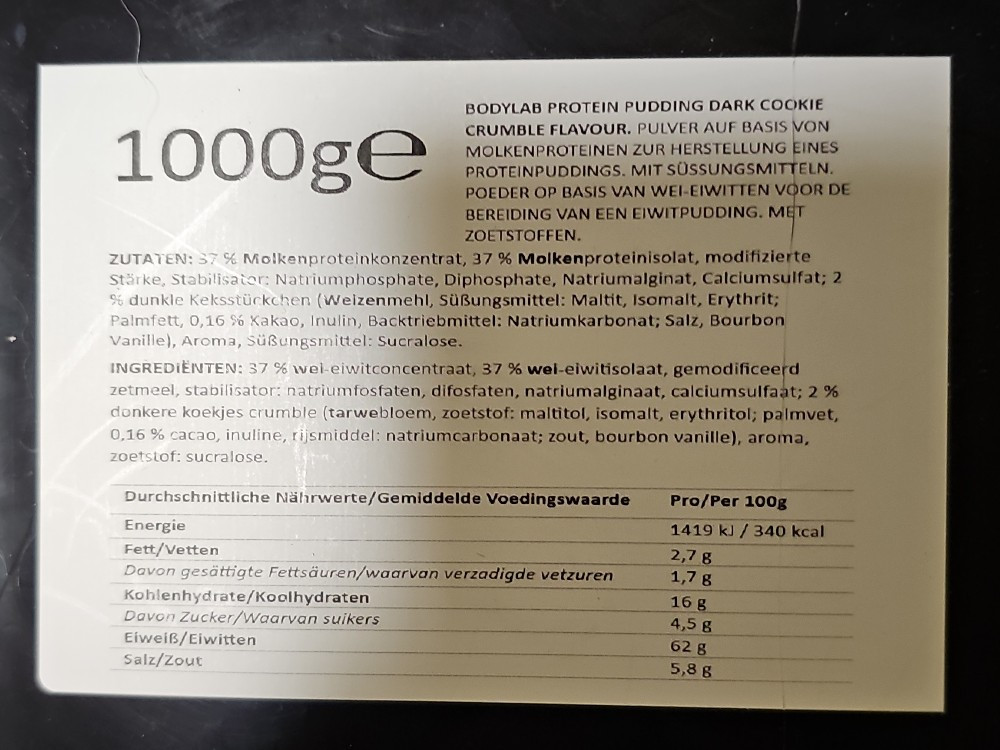 1000g℮
BODYLAB PROTEIN PUDDING DARK COOKIE
CRUMBLE FLAVOUR. PULVER AUF BASIS VON
MOLKENPROTEINEN ZUR HERSTELLUNG EINES
PROTEINPUDDINGS. MIT SÜSSUNGSMITTELN.
POEDER OP BASIS VAN WEI-EIWITTEN VOOR DE
BEREIDING VAN EEN EIWITPUDDING. MET
ZOETSTOFFEN.
ZUTATEN: 37 % Molkenproteinkonzentrat, 37 % Molkenproteinisolat, modifizierte
Stärke, Stabilisator: Natriumphosphate, Diphosphate, Natriumalginat, Calciumsulfat; 2
% dunkle Keksstückchen (Weizenmehl, Süßungsmittel: Maltit, Isomalt, Erythrit;
Palmfett, 0,16 % Kakao, Inulin, Backtriebmittel: Natriumkarbonat; Salz, Bourbon
Vanille), Aroma, Süßungsmittel: Sucralose.
INGREDIËNTEN: 37 % wei-eiwitconcentraat, 37 % wei-eiwitisolaat, gemodificeerd
zetmeel, stabilisator: natriumfosfaten, difosfaten, natriumalginaat, calciumsulfaat; 2 %
donkere koekjes crumble (tarwebloem, zoetstof: maltitol, isomalt, erythritol; palmvet,
0,16 % cacao, inuline, rijsmiddel: natriumcarbonaat; zout, bourbon vanille), aroma,
zoetstof: sucralose.
Durchschnittliche Nährwerte/Gemiddelde Voedingswaarde Pro/Per 100g
Energie 1419 kJ / 340 kcal
Fett/Vetten 2,7 g
Davon gesättigte Fettsäuren/waarvan verzadigde vetzuren 1,7 g
Kohlenhydrate/Koolhydraten 16 g
Davon Zucker/Waarvan suikers 4,5 g
Eiweiß/Eiwitten 62 g
Salz/Zout 5,8 g